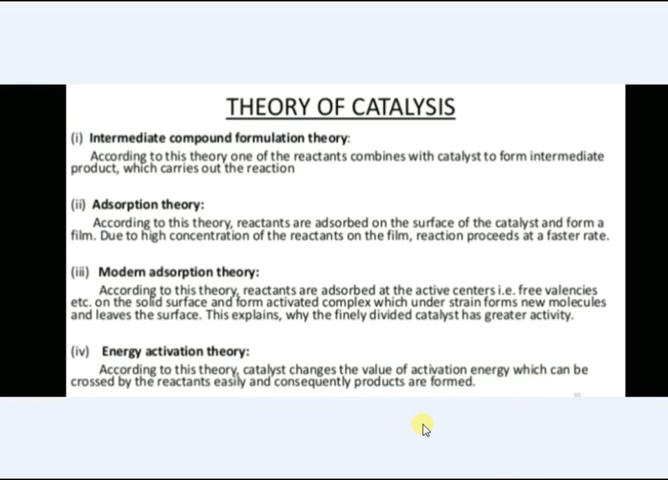 THEORY OF CATALYSIS
(i) Intermediate compound formulation theory:
According to this theory one of the reactants combines with catalyst to form intermediate
product, which carries out the reaction
(ii) Adsorption theory:
According to this theory, reactants are adsorbed on the surface of the catalyst and form a
film. Due to high concentration of the reactants on the film, reaction proceeds at a faster rate.
(iii) Modern adsorption theory:
According to this theory, reactants are adsorbed at the active centers i.e. free valencies
etc. on the solid surface and form activated complex which under strain forms new molecules
and leaves the surface. This explains, why the finely divided catalyst has greater activity.
(iv) Energy activation theory:
According to this theory, catalyst changes the value of activation energy which can be
crossed by the reactants easily and consequently products are formed.